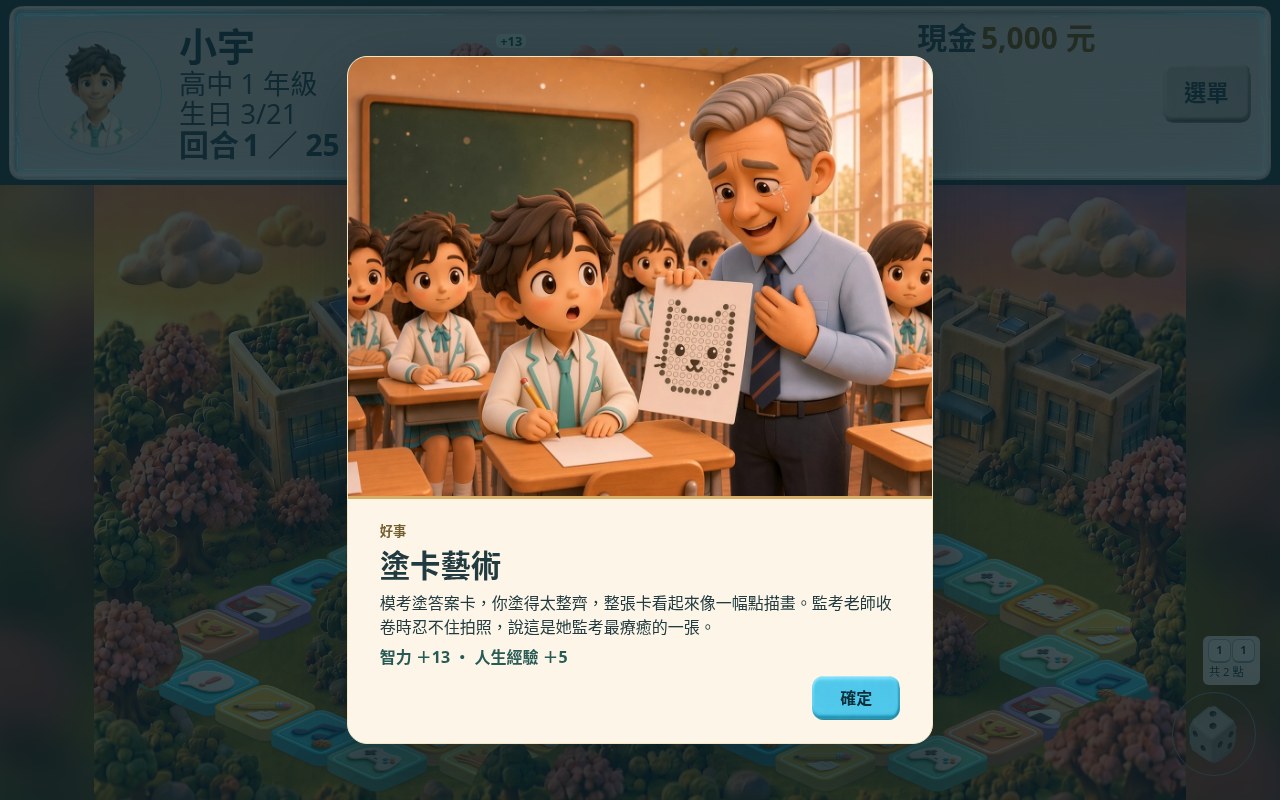 小宇
高中 1 年級
生日 3/21
回合 1 ／ 25
+13
現金 5,000 元
選單
好事
塗卡藝術
模考塗答案卡，你塗得太整齊，整張卡看起來像一幅點描畫。監考老師收
卷時忍不住拍照，說這是她監考最療癒的一張。
智力 ＋13 · 人生經驗 ＋5
確定
1 1
共 2 點